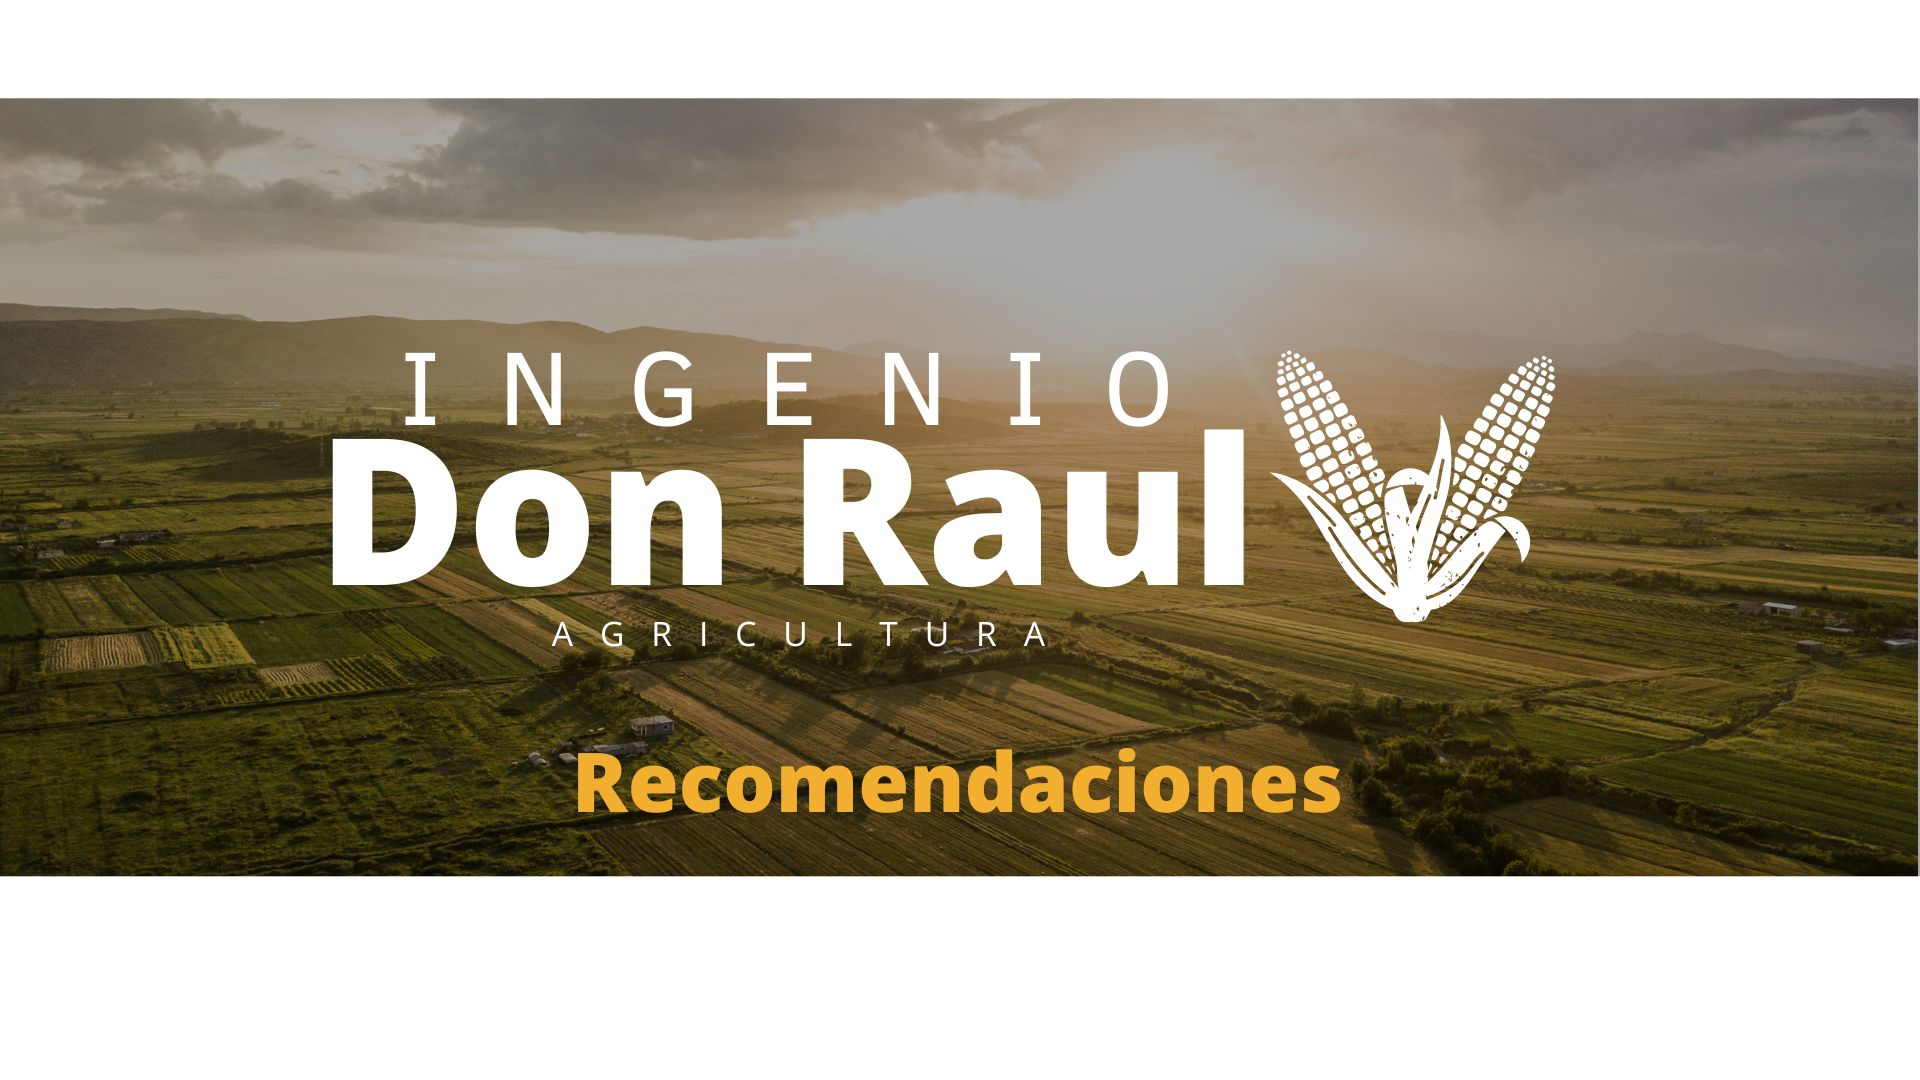 INGENIO
Don Raul
AGRICULTURA
Recomendaciones